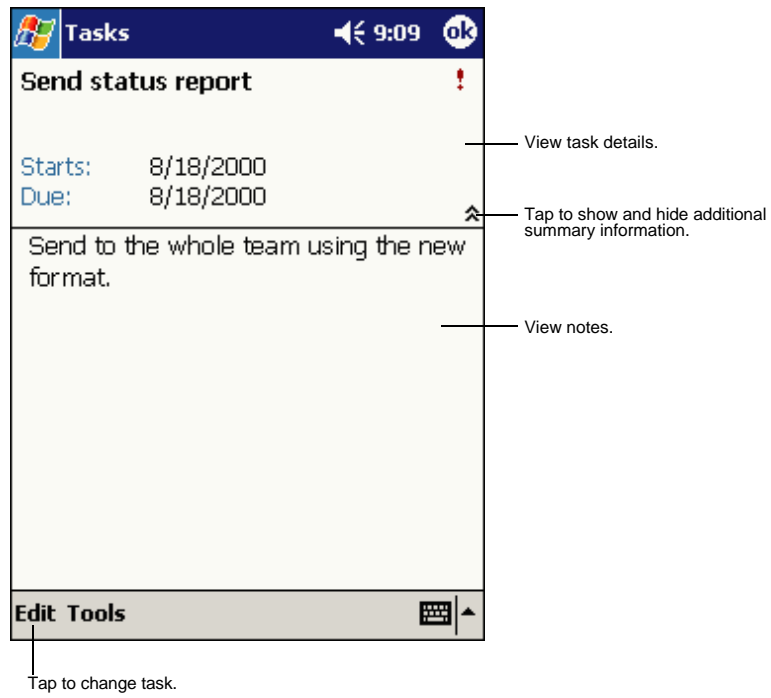 Tasks 9:09 ok
Send status report !
View task details.
Starts: 8/18/2000
Due: 8/18/2000
Tap to show and hide additional
summary information.
Send to the whole team using the new
format.
View notes.
Edit Tools
Tap to change task.